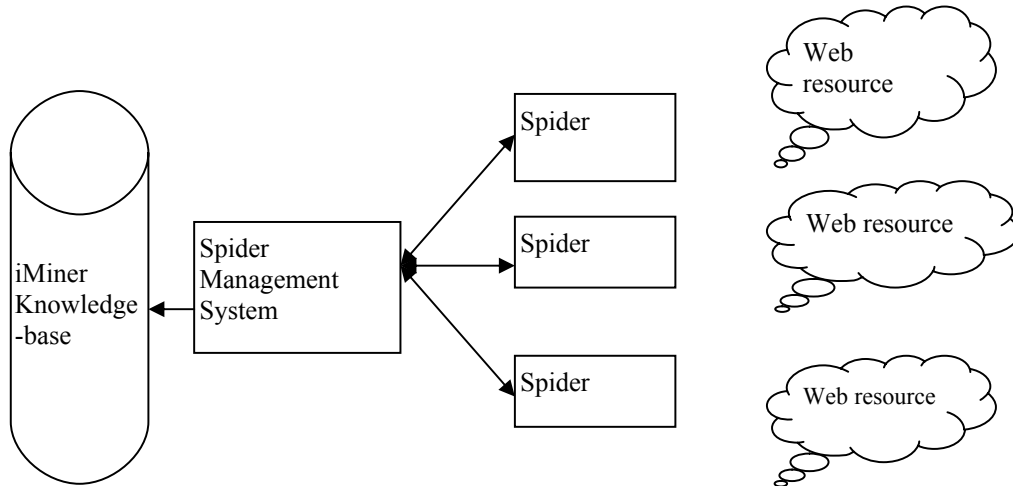 iMiner
Knowledge
-base
Spider
Management
System
Spider
Spider
Spider
Web
resource
Web resource
Web resource